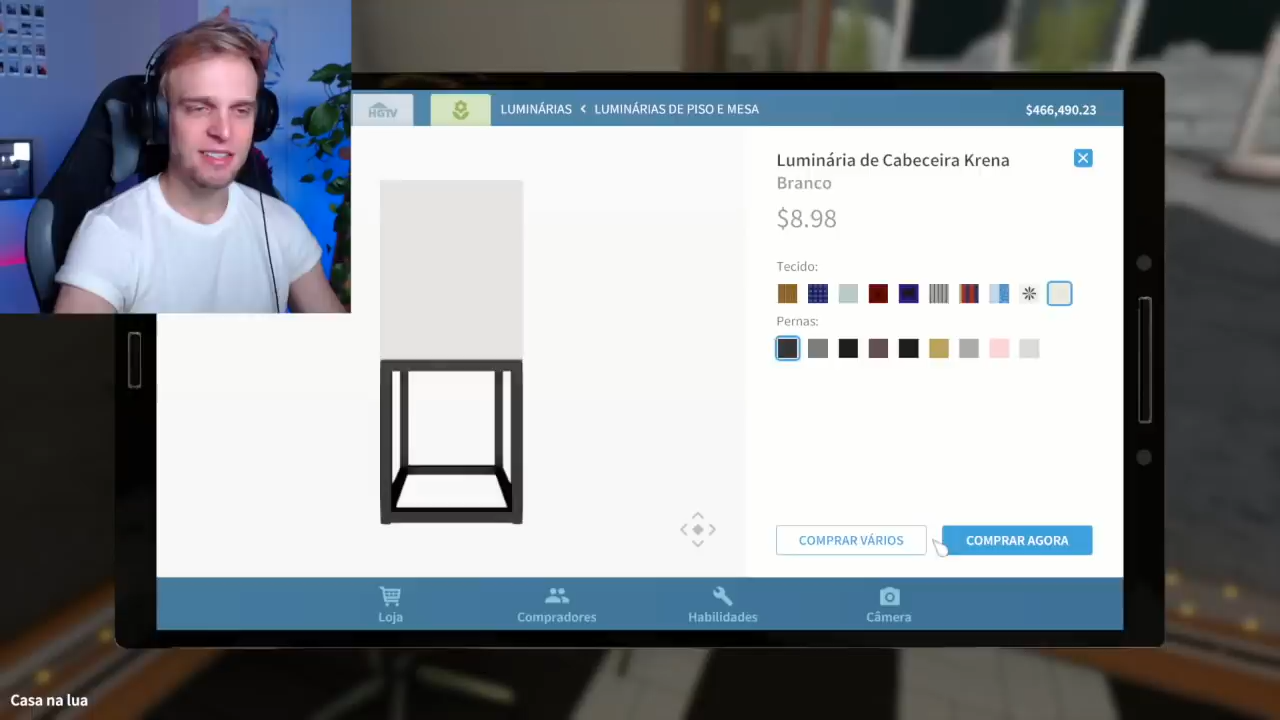 HGTV
LUMINÁRIAS < LUMINÁRIAS DE PISO E MESA
$466,490.23
Luminária de Cabeceira Krena
Branco
$8.98
Tecido:
Pernas:
COMPRAR VÁRIOS
COMPRAR AGORA
Loja
Compradores
Habilidades
Câmera
Casa na lua